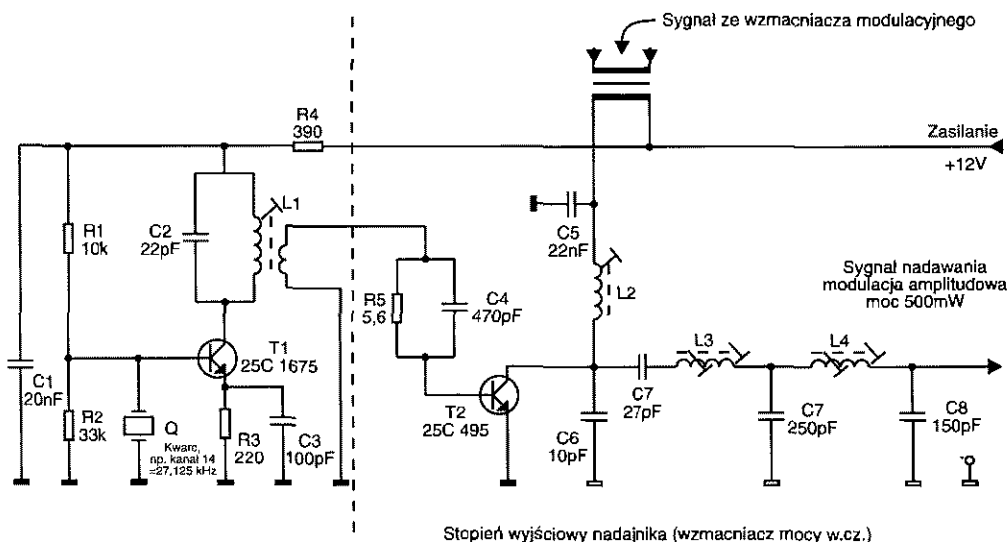 Sygnał ze wzmacniacza modulacyjnego
R4
390
Zasilanie
+12V
L1
C2
22pF
R1
10k
C5
22nF
L2
Sygnał nadawania
modulacja amplitudowa
moc 500mW
R5
5,6
C4
470pF
L3
L4
T1
25C 1675
C1
20nF
R2
33k
Q
Kwarc,
np. kanał 14
=27,125 kHz
R3
220
C3
100pF
T2
25C 495
C7
27pF
C6
10pF
C7
250pF
C8
150pF
Stopień wyjściowy nadajnika (wzmacniacz mocy w.cz.)